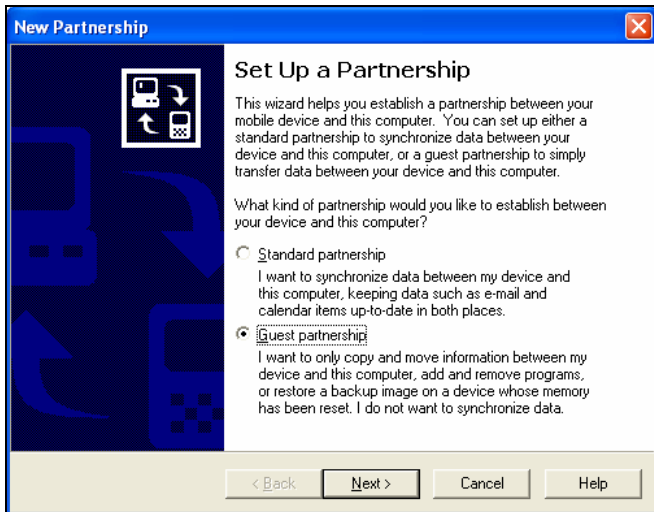 New Partnership
Set Up a Partnership
This wizard helps you establish a partnership between your
mobile device and this computer. You can set up either a
standard partnership to synchronize data between your
device and this computer, or a guest partnership to simply
transfer data between your device and this computer.
What kind of partnership would you like to establish between
your device and this computer?
Standard partnership
I want to synchronize data between my device and
this computer, keeping data such as e-mail and
calendar items up-to-date in both places.
Guest partnership
I want to only copy and move information between my
device and this computer, add and remove programs,
or restore a backup image on a device whose memory
has been reset. I do not want to synchronize data.
< Back Next > Cancel Help